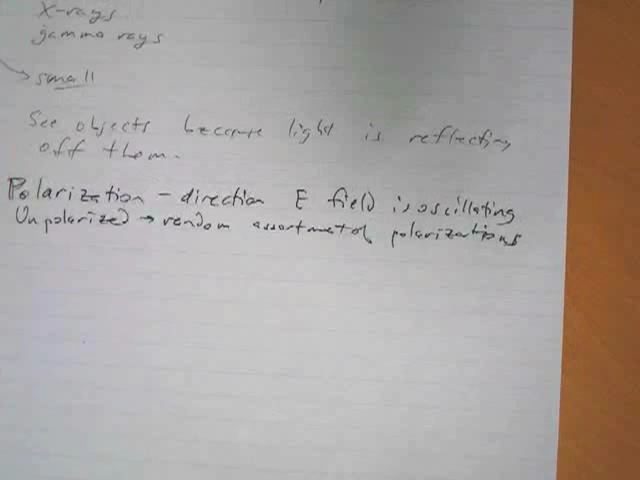 X-rays
gamma rays
small
See objects because light is reflecting
off them.
Polarization - direction E field is oscillating
Unpolarized → random assortment of polarizations